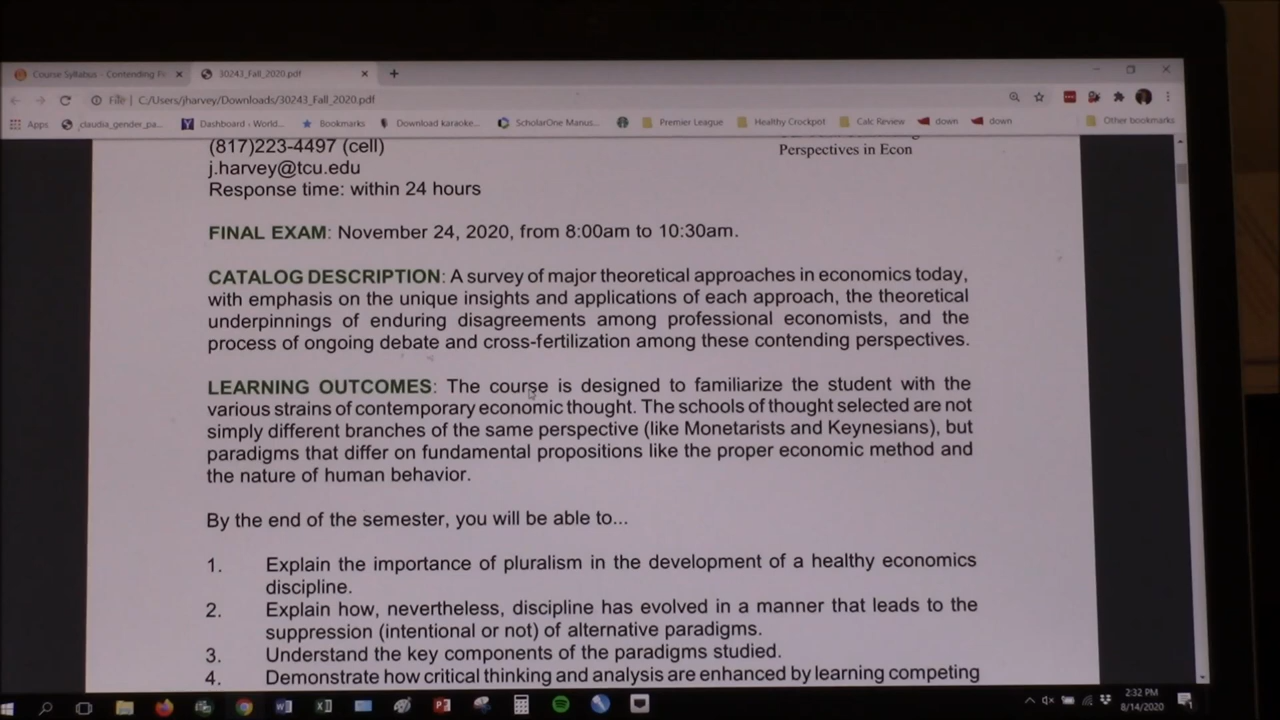 Course Syllabus - Contending
30243_Fall_2020.pdf
File | C:/Users/jharvey/Downloads/30243_Fall_2020.pdf
Apps
claudia_gender_pa...
Dashboard - World...
Bookmarks
Download karaoke...
ScholarOne Manus...
Premier League
Healthy Crockpot
Calc Review
down
down
Other bookmarks
(817)223-4497 (cell)
Perspectives in Econ
j.harvey@tcu.edu
Response time: within 24 hours
FINAL EXAM: November 24, 2020, from 8:00am to 10:30am.
CATALOG DESCRIPTION: A survey of major theoretical approaches in economics today,
with emphasis on the unique insights and applications of each approach, the theoretical
underpinnings of enduring disagreements among professional economists, and the
process of ongoing debate and cross-fertilization among these contending perspectives.
LEARNING OUTCOMES: The course is designed to familiarize the student with the
various strains of contemporary economic thought. The schools of thought selected are not
simply different branches of the same perspective (like Monetarists and Keynesians), but
paradigms that differ on fundamental propositions like the proper economic method and
the nature of human behavior.
By the end of the semester, you will be able to...
1. Explain the importance of pluralism in the development of a healthy economics
discipline.
2. Explain how, nevertheless, discipline has evolved in a manner that leads to the
suppression (intentional or not) of alternative paradigms.
3. Understand the key components of the paradigms studied.
4. Demonstrate how critical thinking and analysis are enhanced by learning competing
2:32 PM
8/14/2020